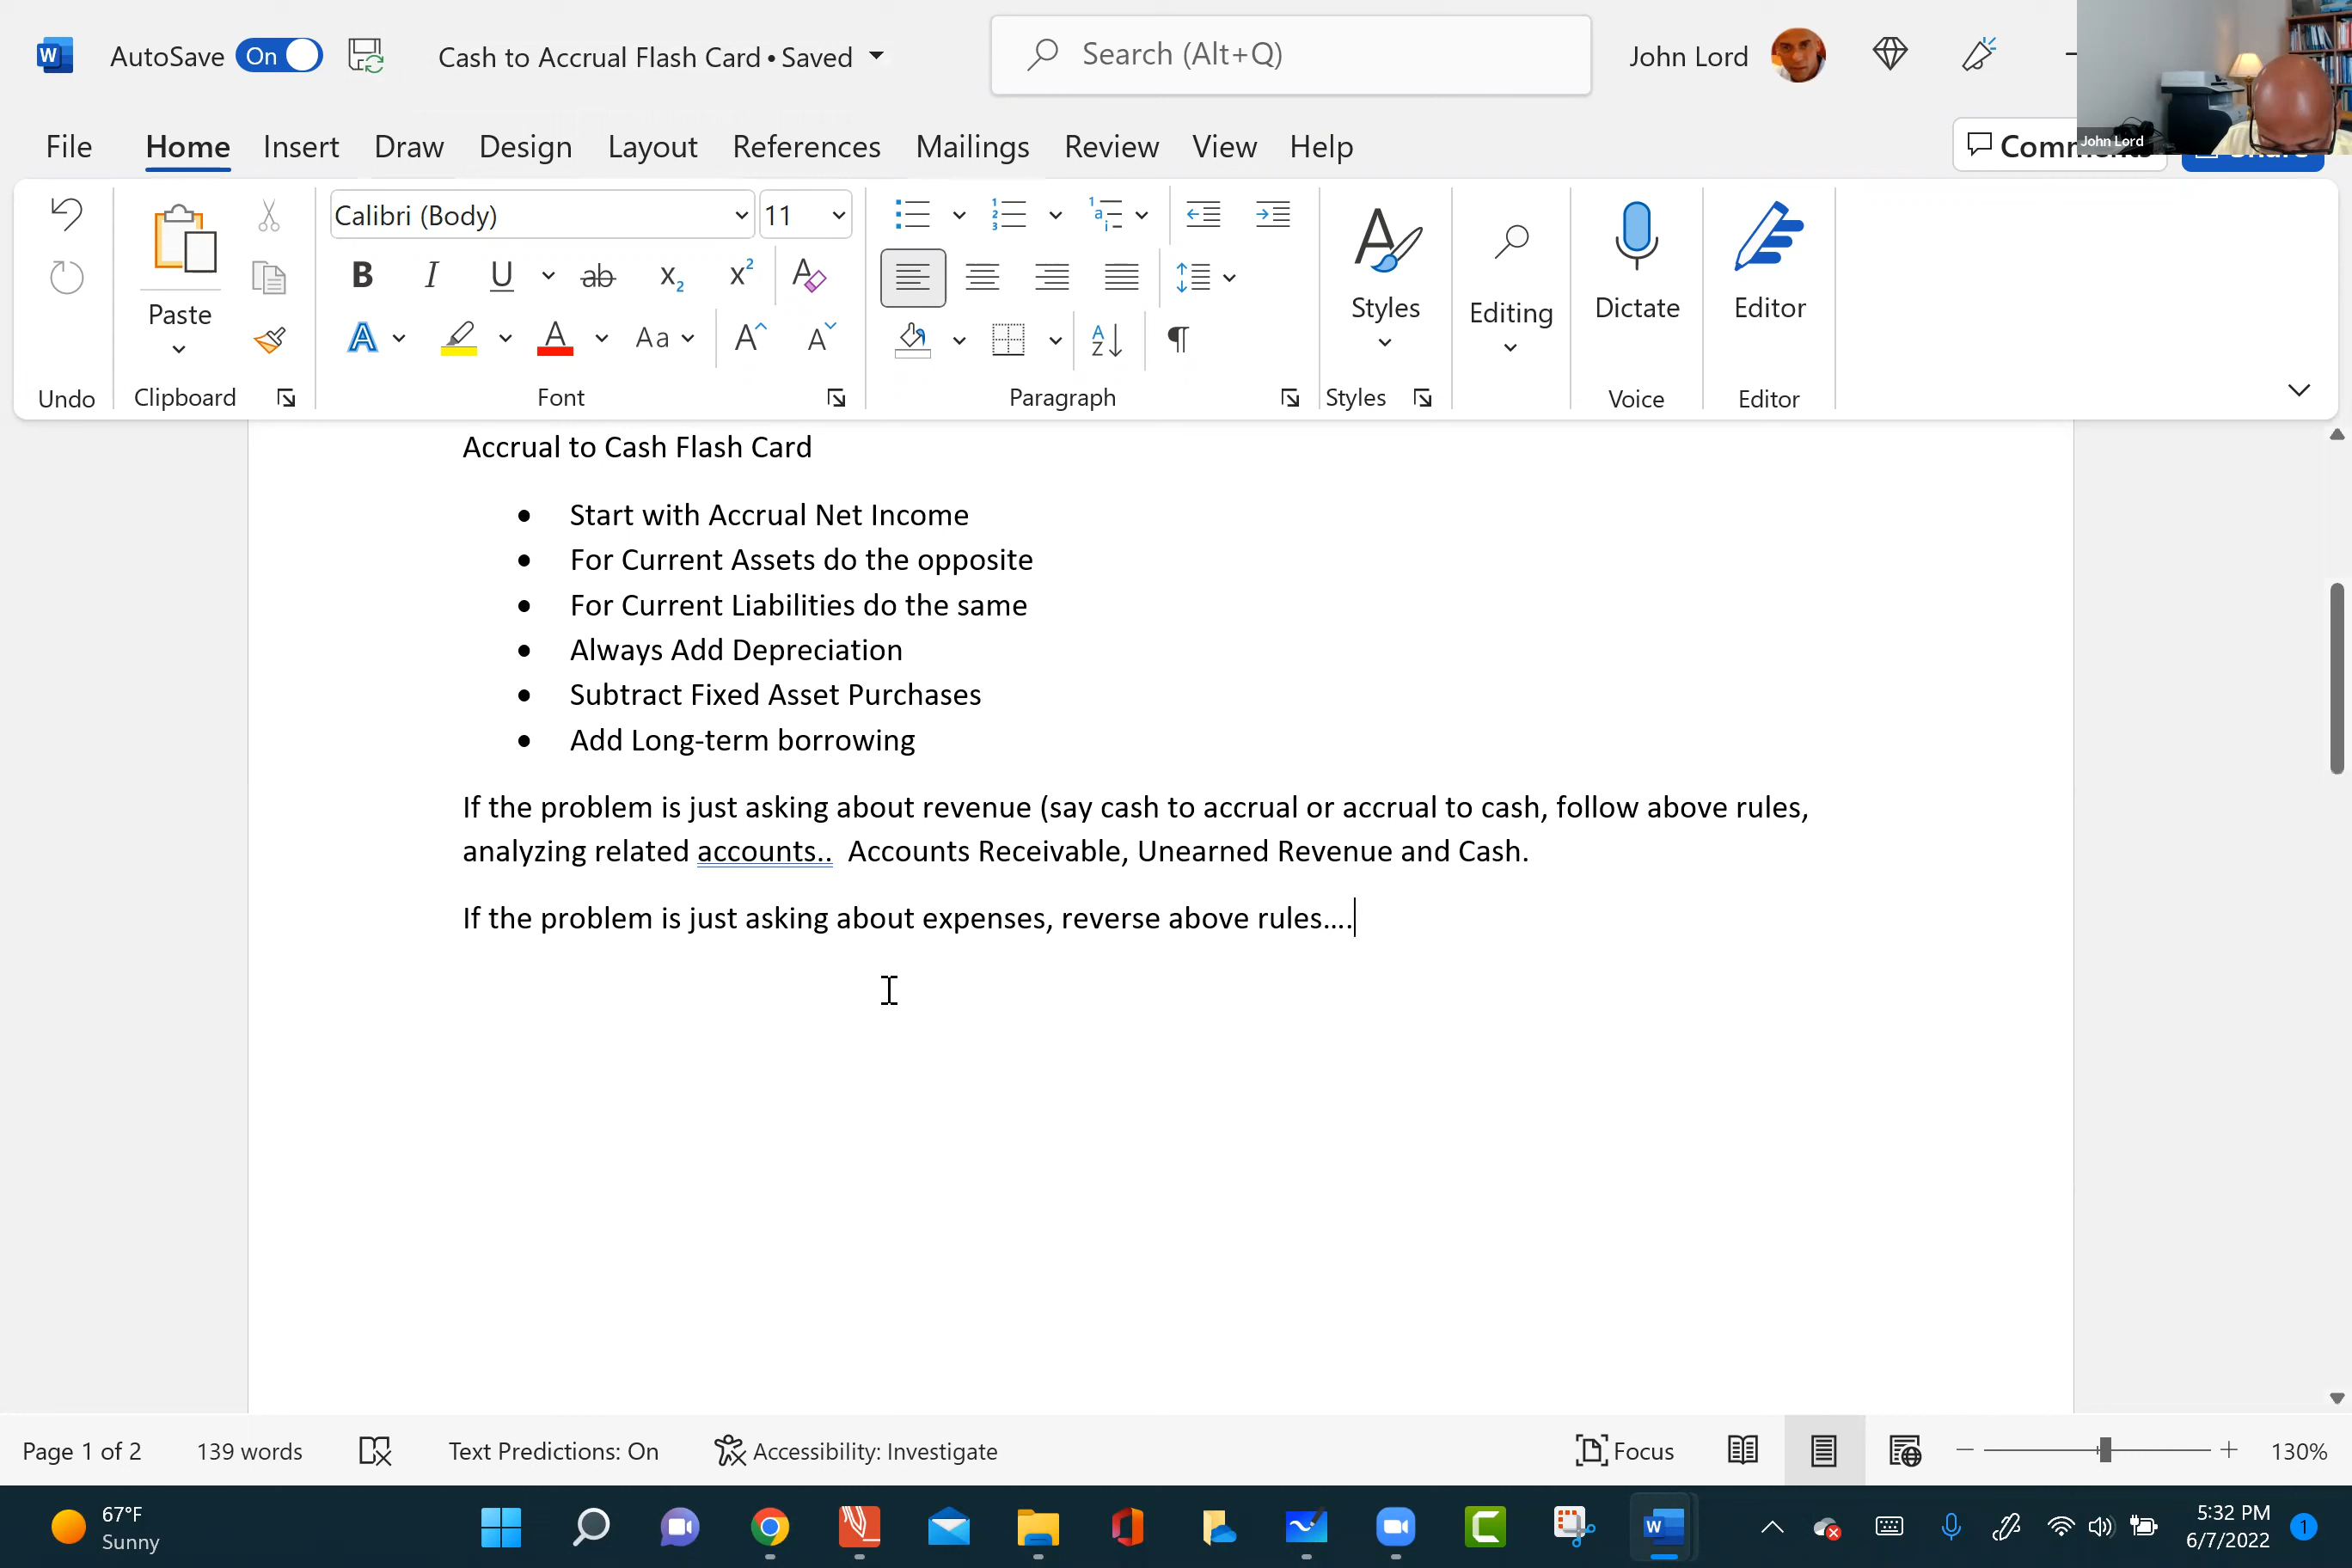 AutoSave On Cash to Accrual Flash Card • Saved Search (Alt+Q) John Lord
John Lord
File Home Insert Draw Design Layout References Mailings Review View Help
Calibri (Body) 11
Paste Styles Editing Dictate Editor
Undo Clipboard Font Paragraph Styles Voice Editor
Accrual to Cash Flash Card
• Start with Accrual Net Income
• For Current Assets do the opposite
• For Current Liabilities do the same
• Always Add Depreciation
• Subtract Fixed Asset Purchases
• Add Long-term borrowing
If the problem is just asking about revenue (say cash to accrual or accrual to cash, follow above rules,
analyzing related accounts..  Accounts Receivable, Unearned Revenue and Cash.
If the problem is just asking about expenses, reverse above rules….
Page 1 of 2 139 words Text Predictions: On Accessibility: Investigate Focus 130%
67°F
Sunny
5:32 PM
6/7/2022
1